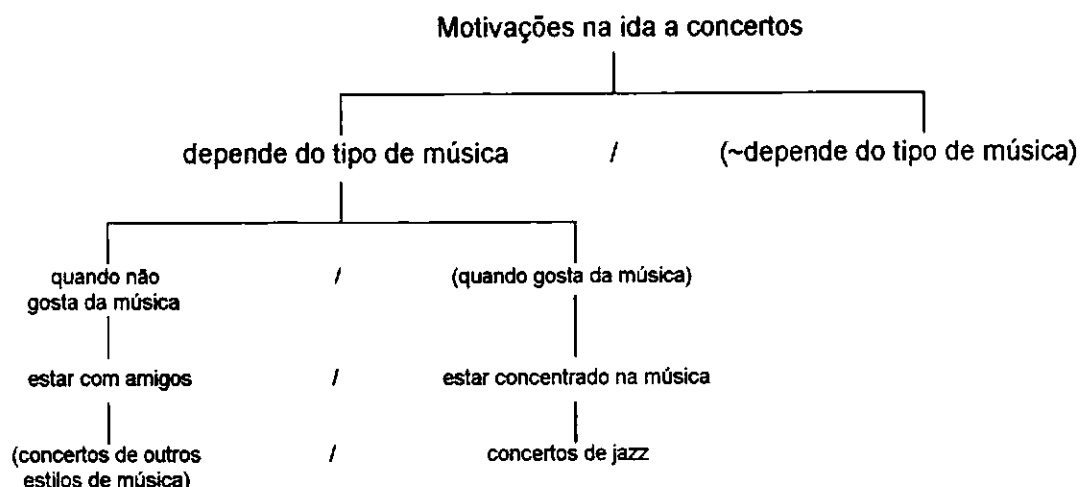 Motivações na ida a concertos
depende do tipo de música / (~depende do tipo de música)
quando não / (quando gosta da música)
gosta da música
estar com amigos / estar concentrado na música
(concertos de outros / concertos de jazz
estilos de música)